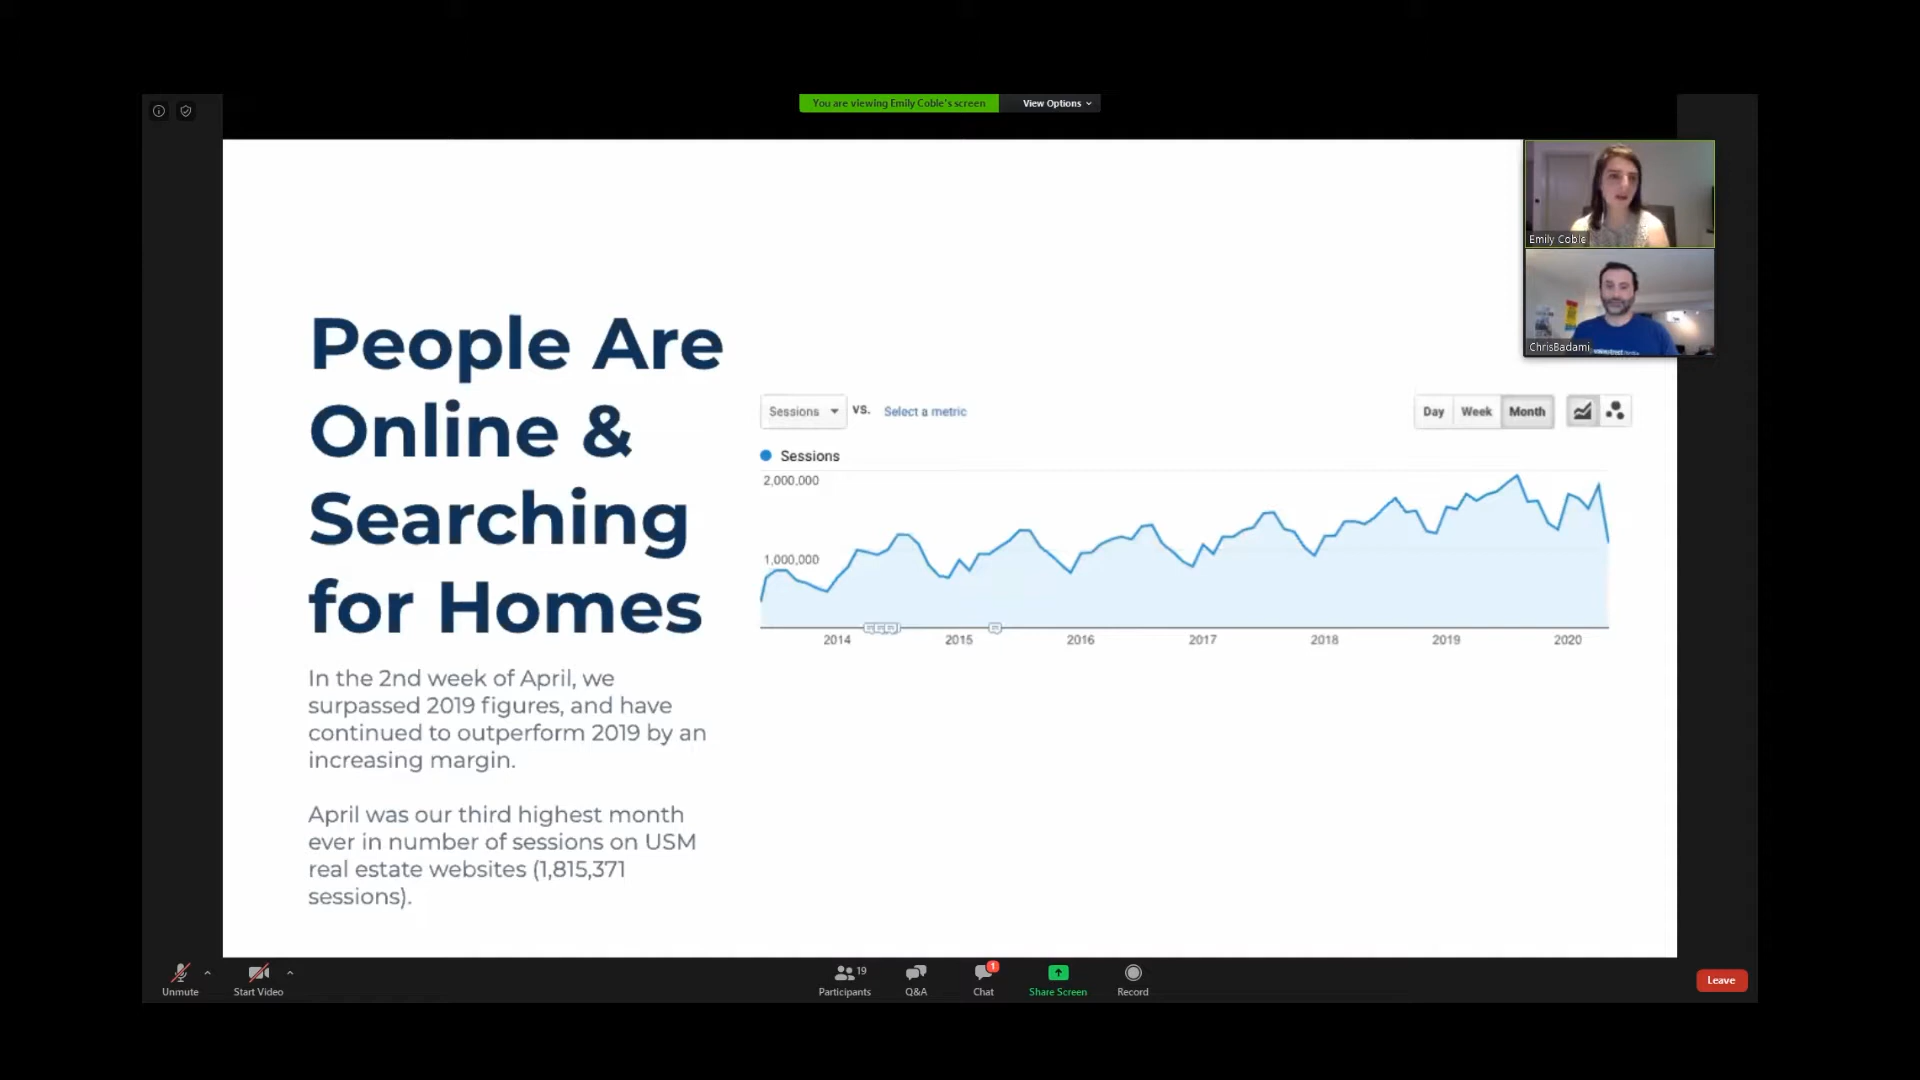 You are viewing Emily Coble's screen
View Options
Emily Coble
ChrisBadami
People Are
Online &
Searching
for Homes
In the 2nd week of April, we
surpassed 2019 figures, and have
continued to outperform 2019 by an
increasing margin.
April was our third highest month
ever in number of sessions on USM
real estate websites (1,815,371
sessions).
Sessions VS. Select a metric
Day Week Month
Sessions
2,000,000
1,000,000
2014 2015 2016 2017 2018 2019 2020
Unmute Start Video
19
1
Participants Q&A Chat Share Screen Record
Leave